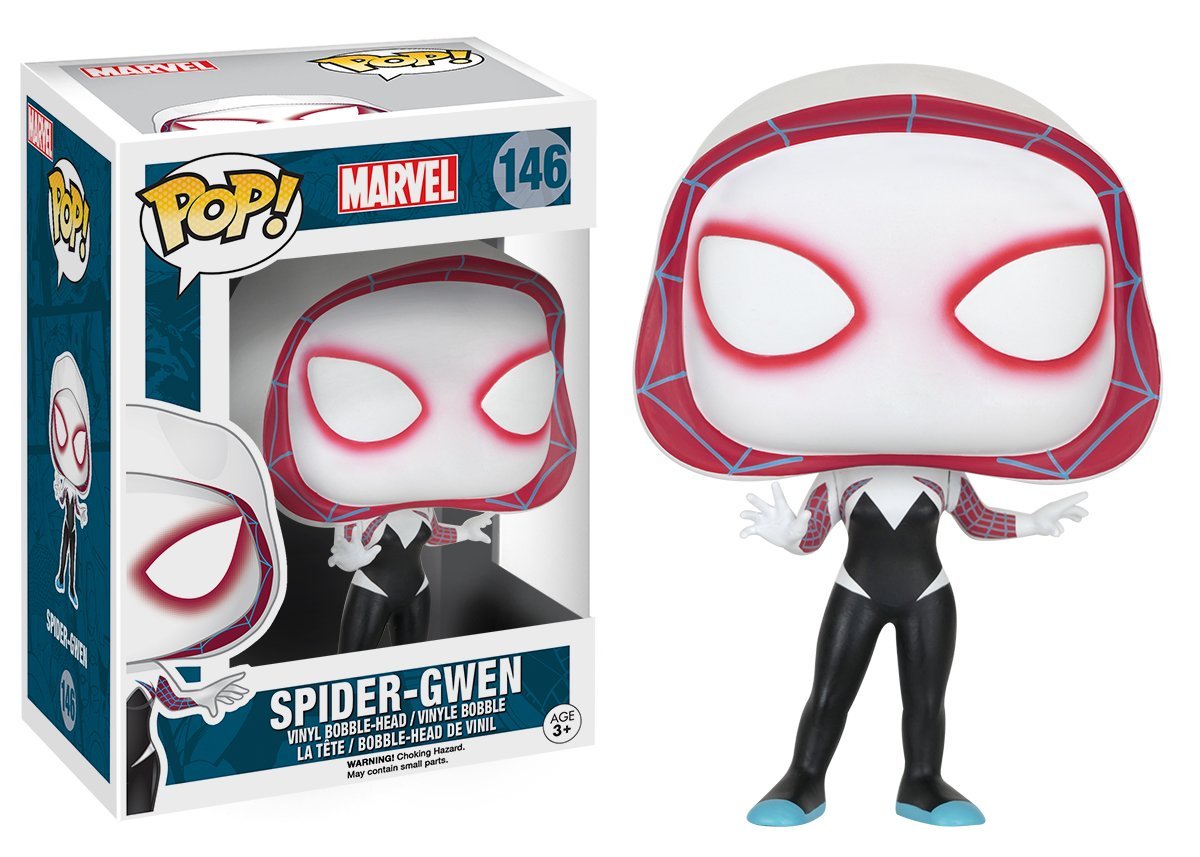 MARVEL
POP!
MARVEL
POP!
SPIDER-GWEN
146
POP!
MARVEL
146
SPIDER-GWEN
VINYL BOBBLE-HEAD / VINYLE BOBBLE
LA TÊTE / BOBBLE-HEAD DE VINIL
AGE
3+
WARNING! Choking Hazard.
May contain small parts.